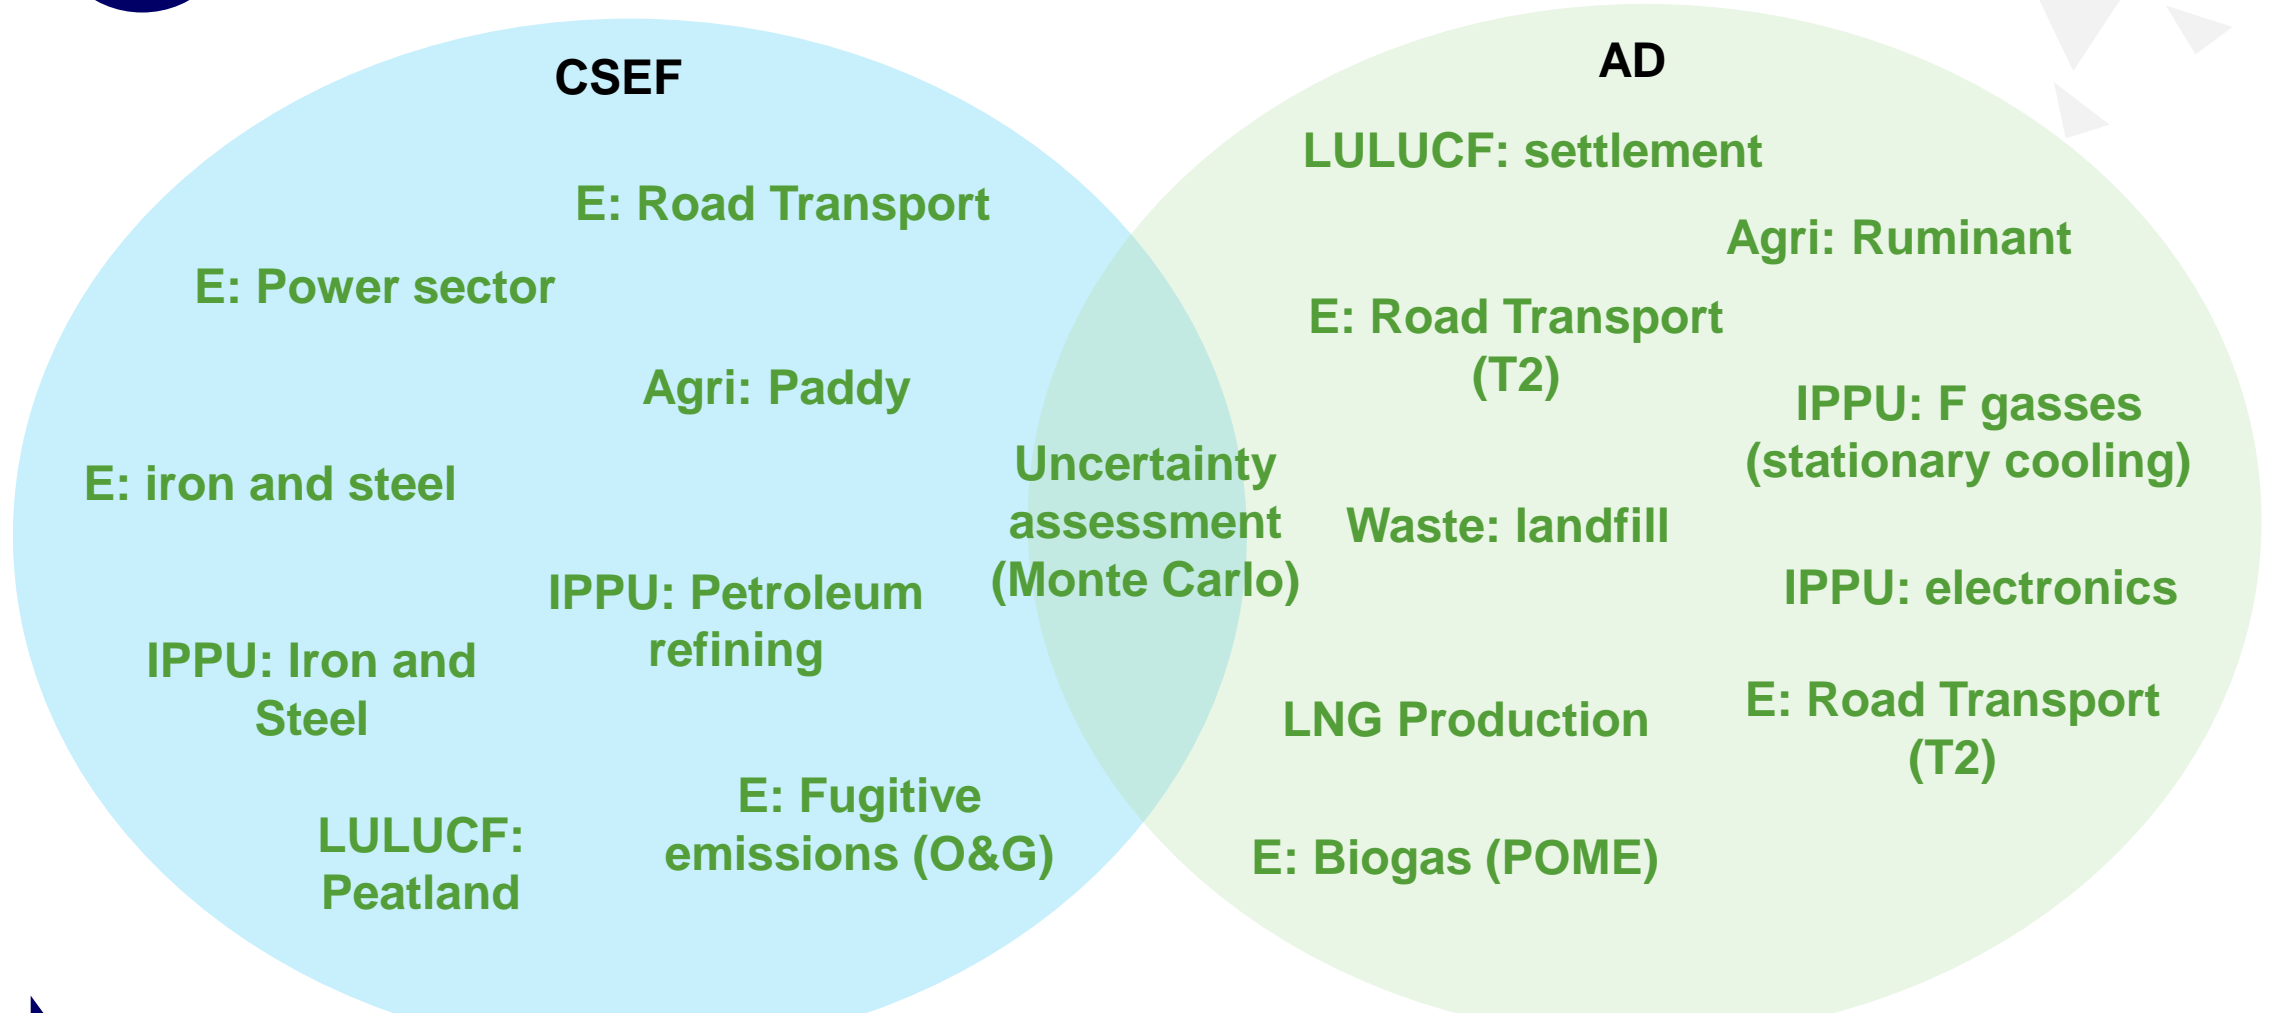 CSEF
E: Road Transport
E: Power sector
Agri: Paddy
E: iron and steel
IPPU: Petroleum
refining
IPPU: Iron and
Steel
E: Fugitive
emissions (O&G)
LULUCF:
Peatland
Uncertainty
assessment
(Monte Carlo)
AD
LULUCF: settlement
Agri: Ruminant
E: Road Transport
(T2)
IPPU: F gasses
(stationary cooling)
Waste: landfill
IPPU: electronics
LNG Production
E: Road Transport
(T2)
E: Biogas (POME)